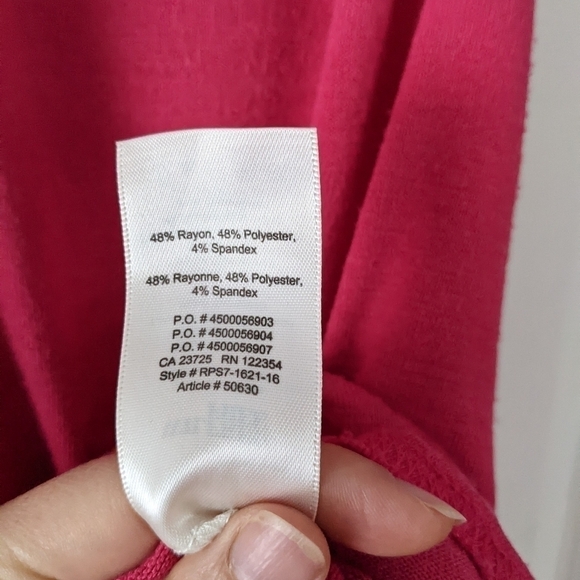 48% Rayon, 48% Polyester,
4% Spandex
48% Rayonne, 48% Polyester,
4% Spandex
P.O. # 4500056903
P.O. # 4500056904
P.O. # 4500056907
CA 23725 RN 122354
Style # RPS7-1621-16
Article # 50630